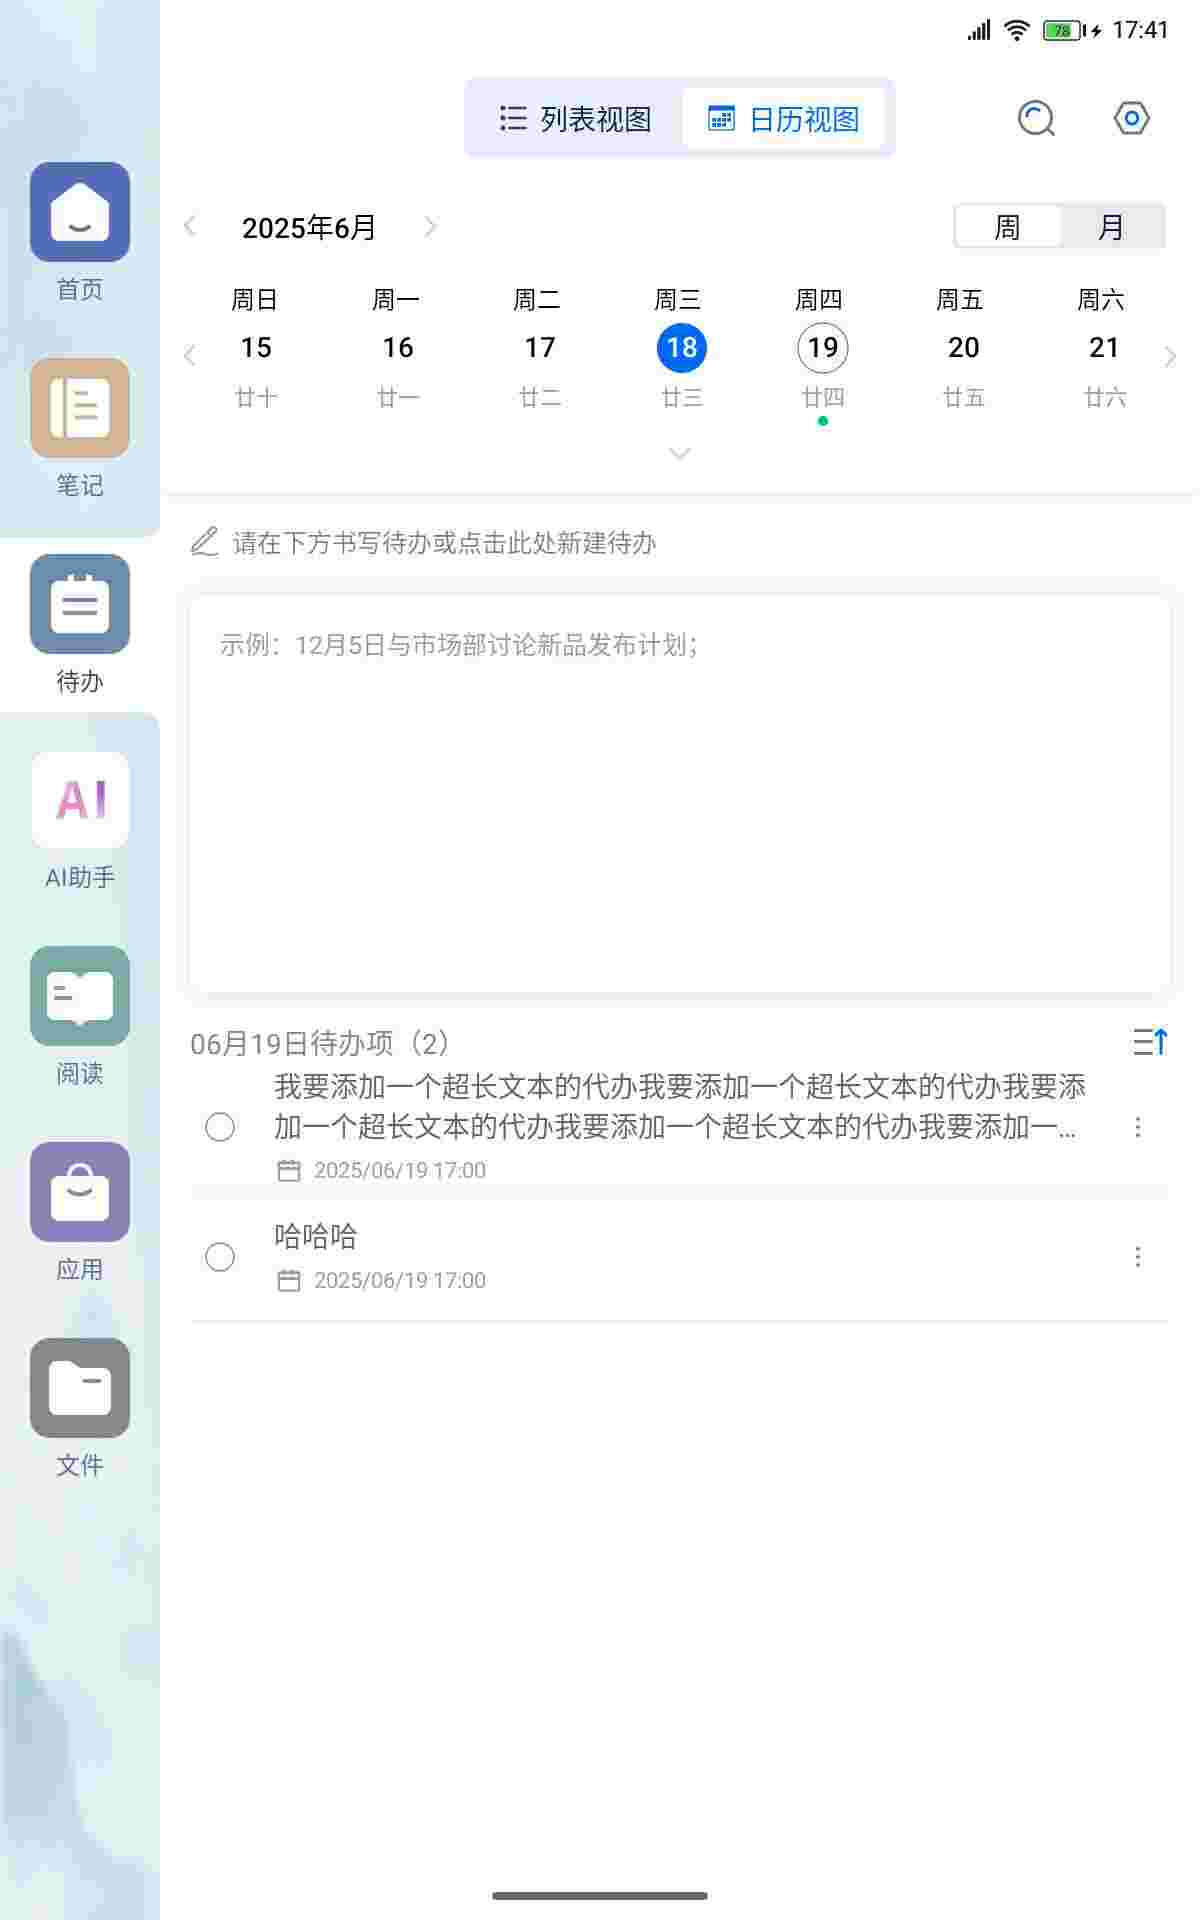 78 17:41
列表视图 日历视图
首页
笔记
待办
AI
AI助手
阅读
应用
文件
2025年6月
周 月
周日 周一 周二 周三 周四 周五 周六
15 16 17 18 19 20 21
廿十 廿一 廿二 廿三 廿四 廿五 廿六
请在下方书写待办或点击此处新建待办
示例：12月5日与市场部讨论新品发布计划；
06月19日待办项（2）
我要添加一个超长文本的代办我要添加一个超长文本的代办我要添
加一个超长文本的代办我要添加一个超长文本的代办我要添加一...
2025/06/19 17:00
哈哈哈
2025/06/19 17:00